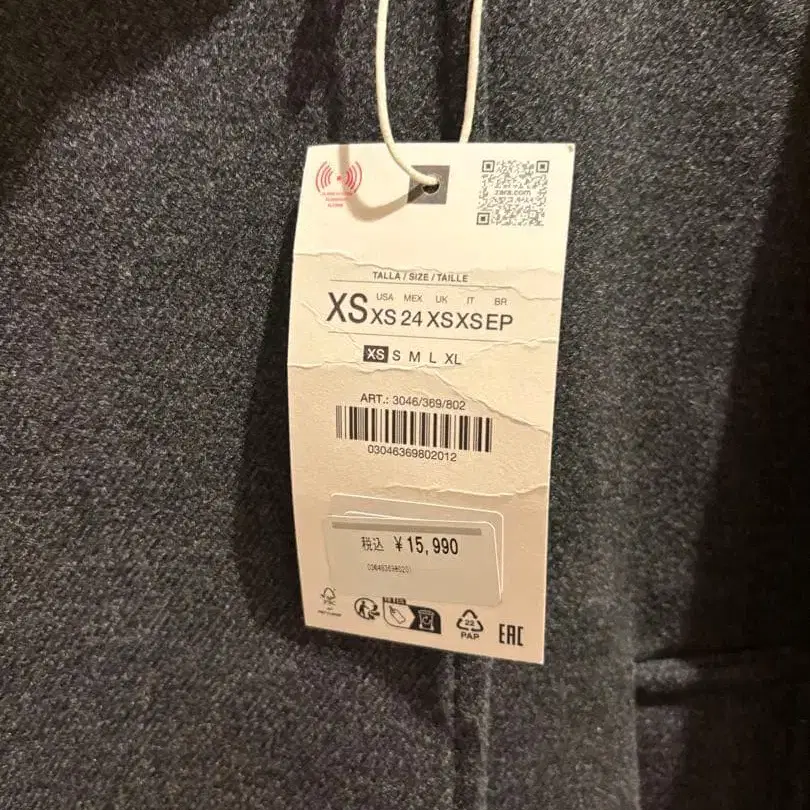 zara.com
TALLA / SIZE / TAILLE
USA MEX UK IT BR
XS XS 24 XS XS EP
XS S M L XL
ART.: 3046/369/802
03046369802012
税込 ¥15,990
22
PAP
EAC